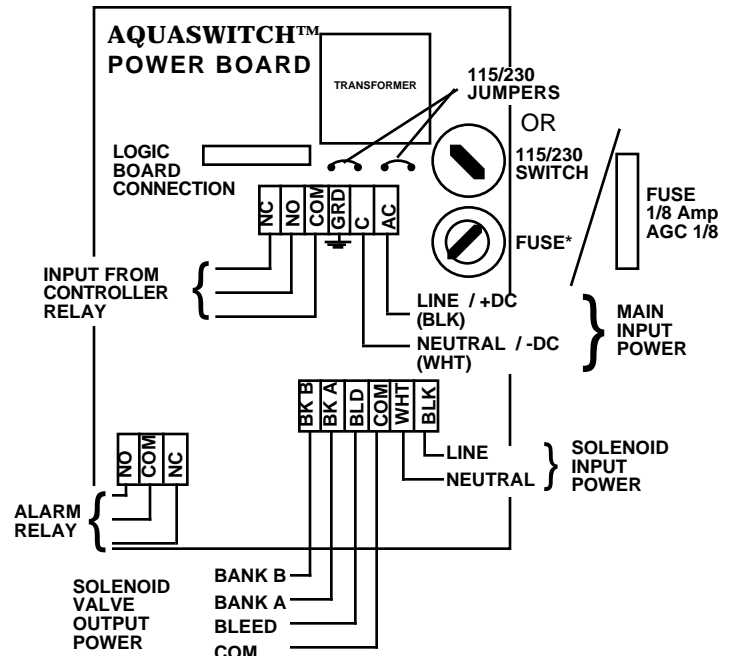 AQUASWITCH™
POWER BOARD
TRANSFORMER
115/230
JUMPERS
OR
115/230
SWITCH
LOGIC
BOARD
CONNECTION
FUSE
1/8 Amp
AGC 1/8
NC
NO
COM
GRD
C
AC
FUSE*
INPUT FROM
CONTROLLER
RELAY
LINE / +DC
(BLK)
NEUTRAL / -DC
(WHT)
MAIN
INPUT
POWER
BK B
BK A
BLD
COM
WHT
BLK
LINE
NEUTRAL
SOLENOID
INPUT
POWER
NO
COM
NC
ALARM
RELAY
SOLENOID
VALVE
OUTPUT
POWER
BANK B
BANK A
BLEED
COM